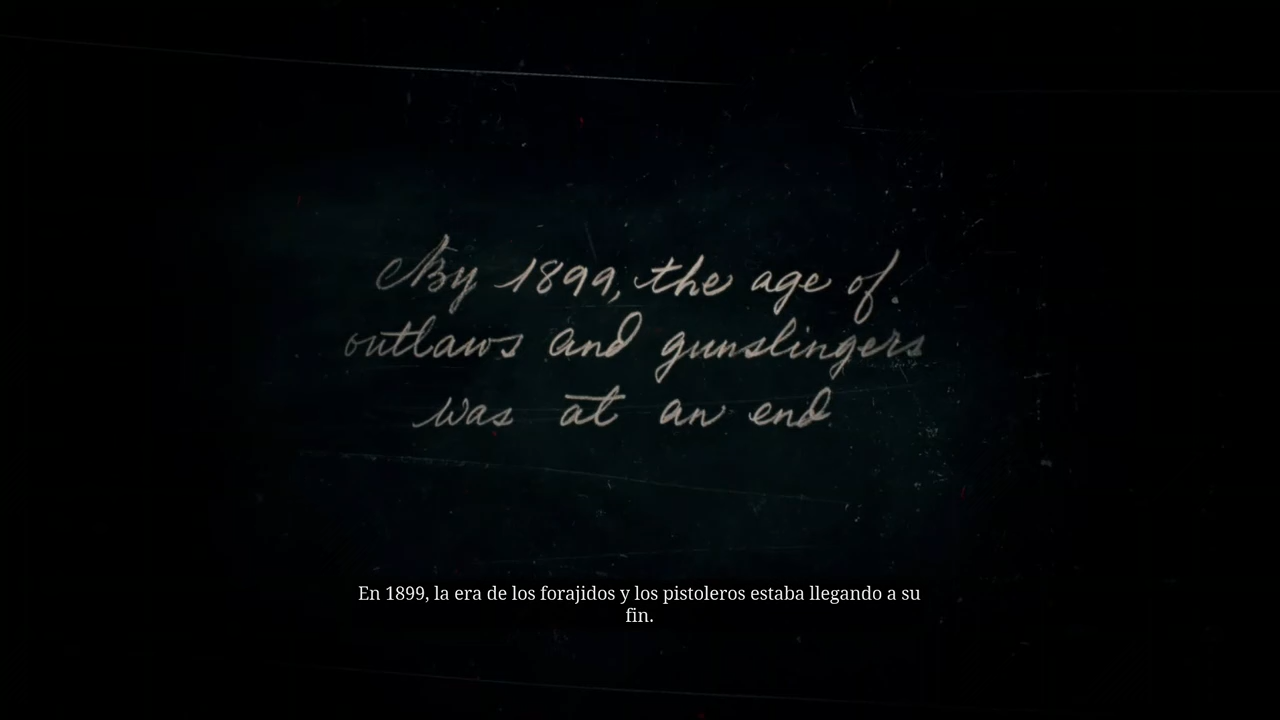 By 1899, the age of
outlaws and gunslingers
was at an end
En 1899, la era de los forajidos y los pistoleros estaba llegando a su
fin.